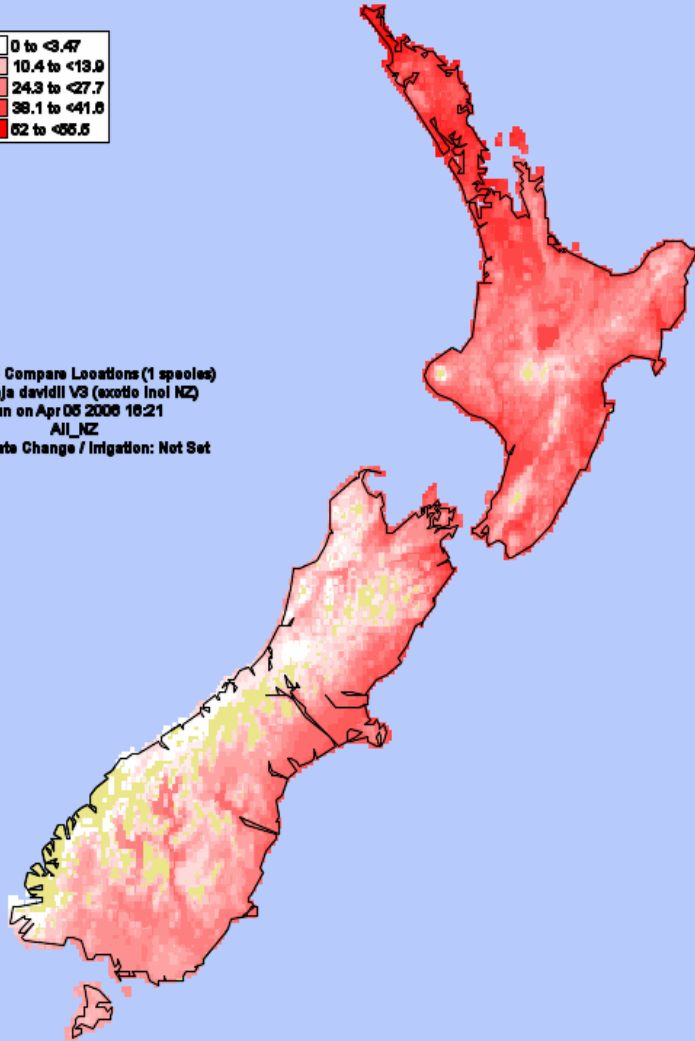 0 to <3.47
10.4 to <13.9
24.3 to <27.7
38.1 to <41.6
52 to <55.5
Compare Locations (1 species)
ja davidii V3 (exotic incl NZ)
un on Apr 05 2006 16:21
All_NZ
ate Change / Irrigation: Not Set